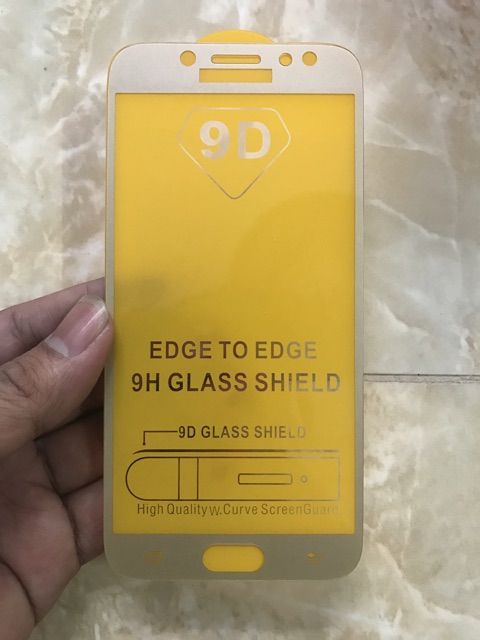 9D
EDGE TO EDGE
9H GLASS SHIELD
9D GLASS SHIELD
High Quality W. Curve ScreenGuard